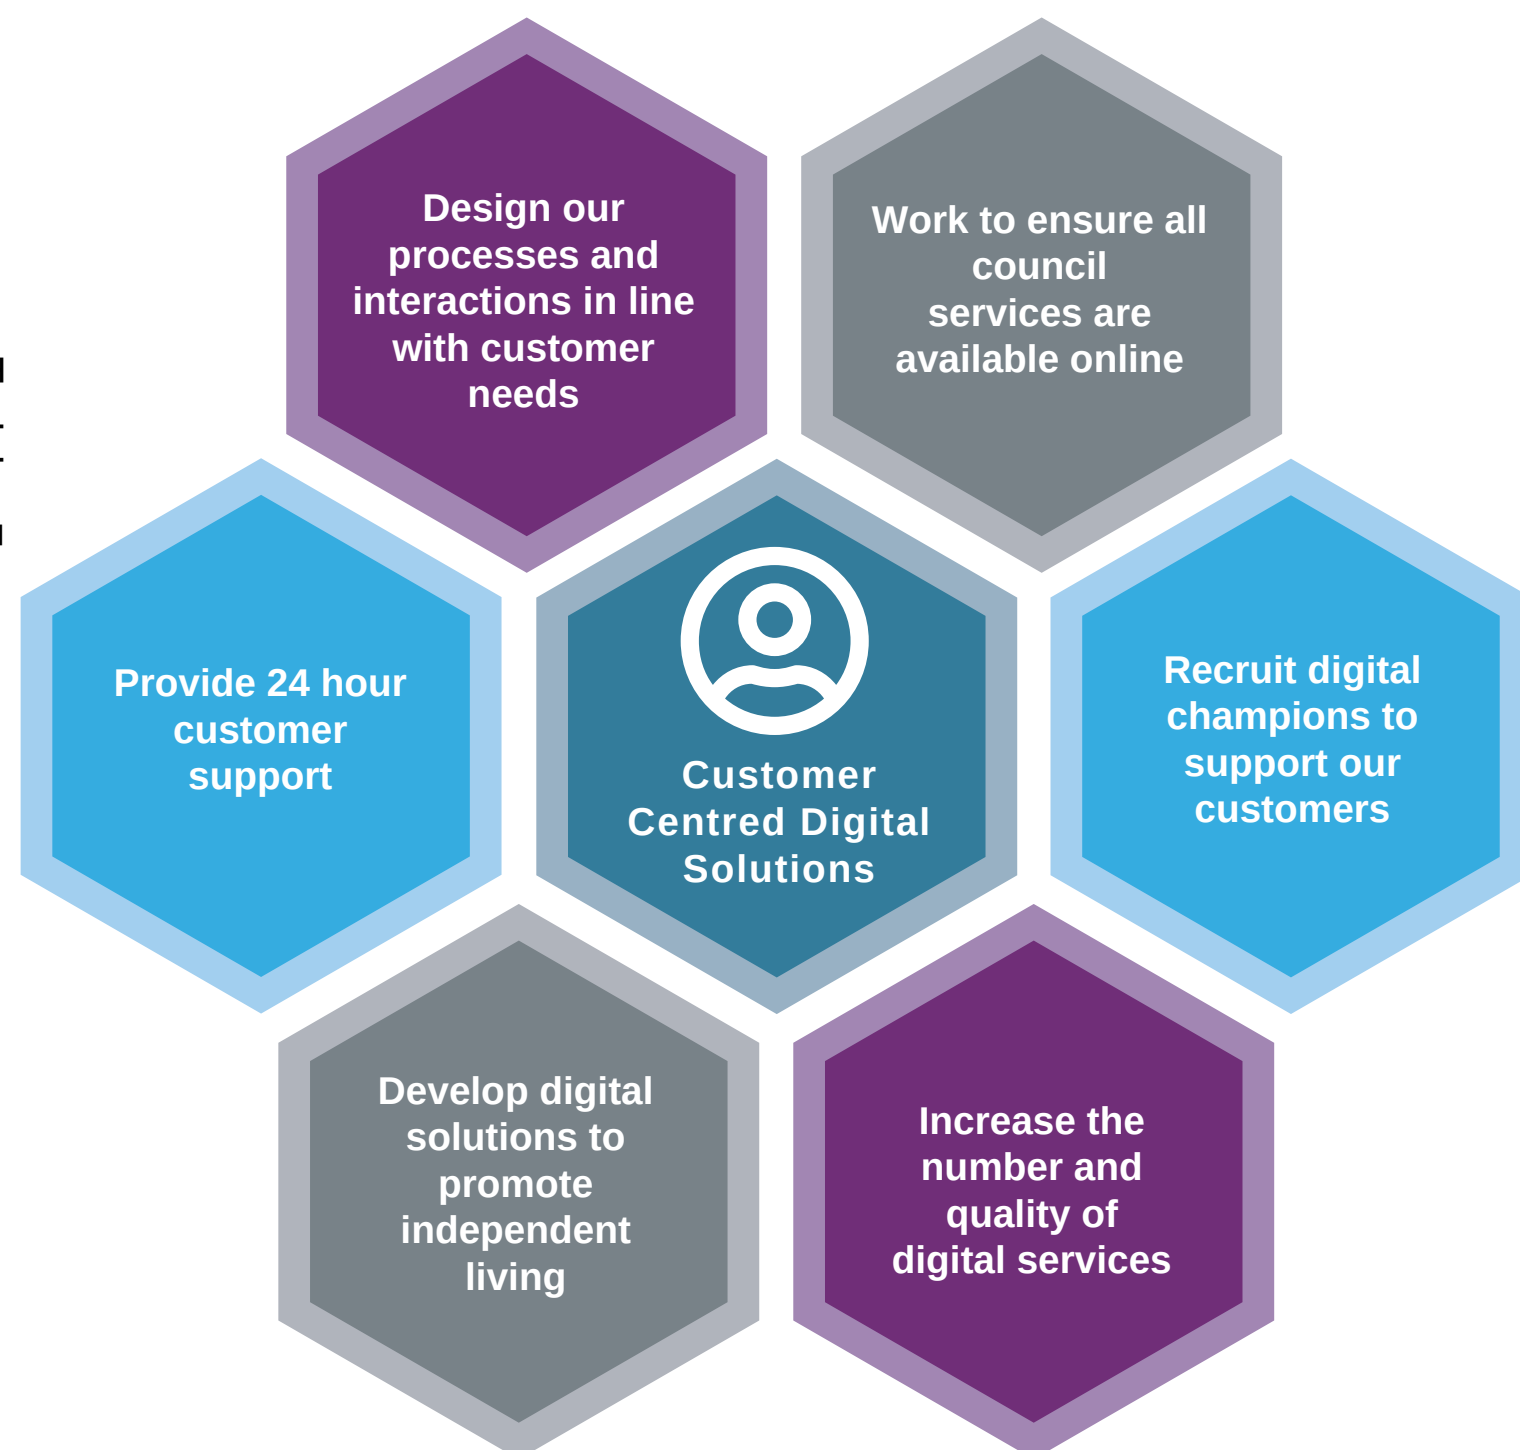 Design our
processes and
interactions in line
with customer
needs
Work to ensure all
council
services are
available online
Provide 24 hour
customer
support
Customer
Centred Digital
Solutions
Recruit digital
champions to
support our
customers
Develop digital
solutions to
promote
independent
living
Increase the
number and
quality of
digital services